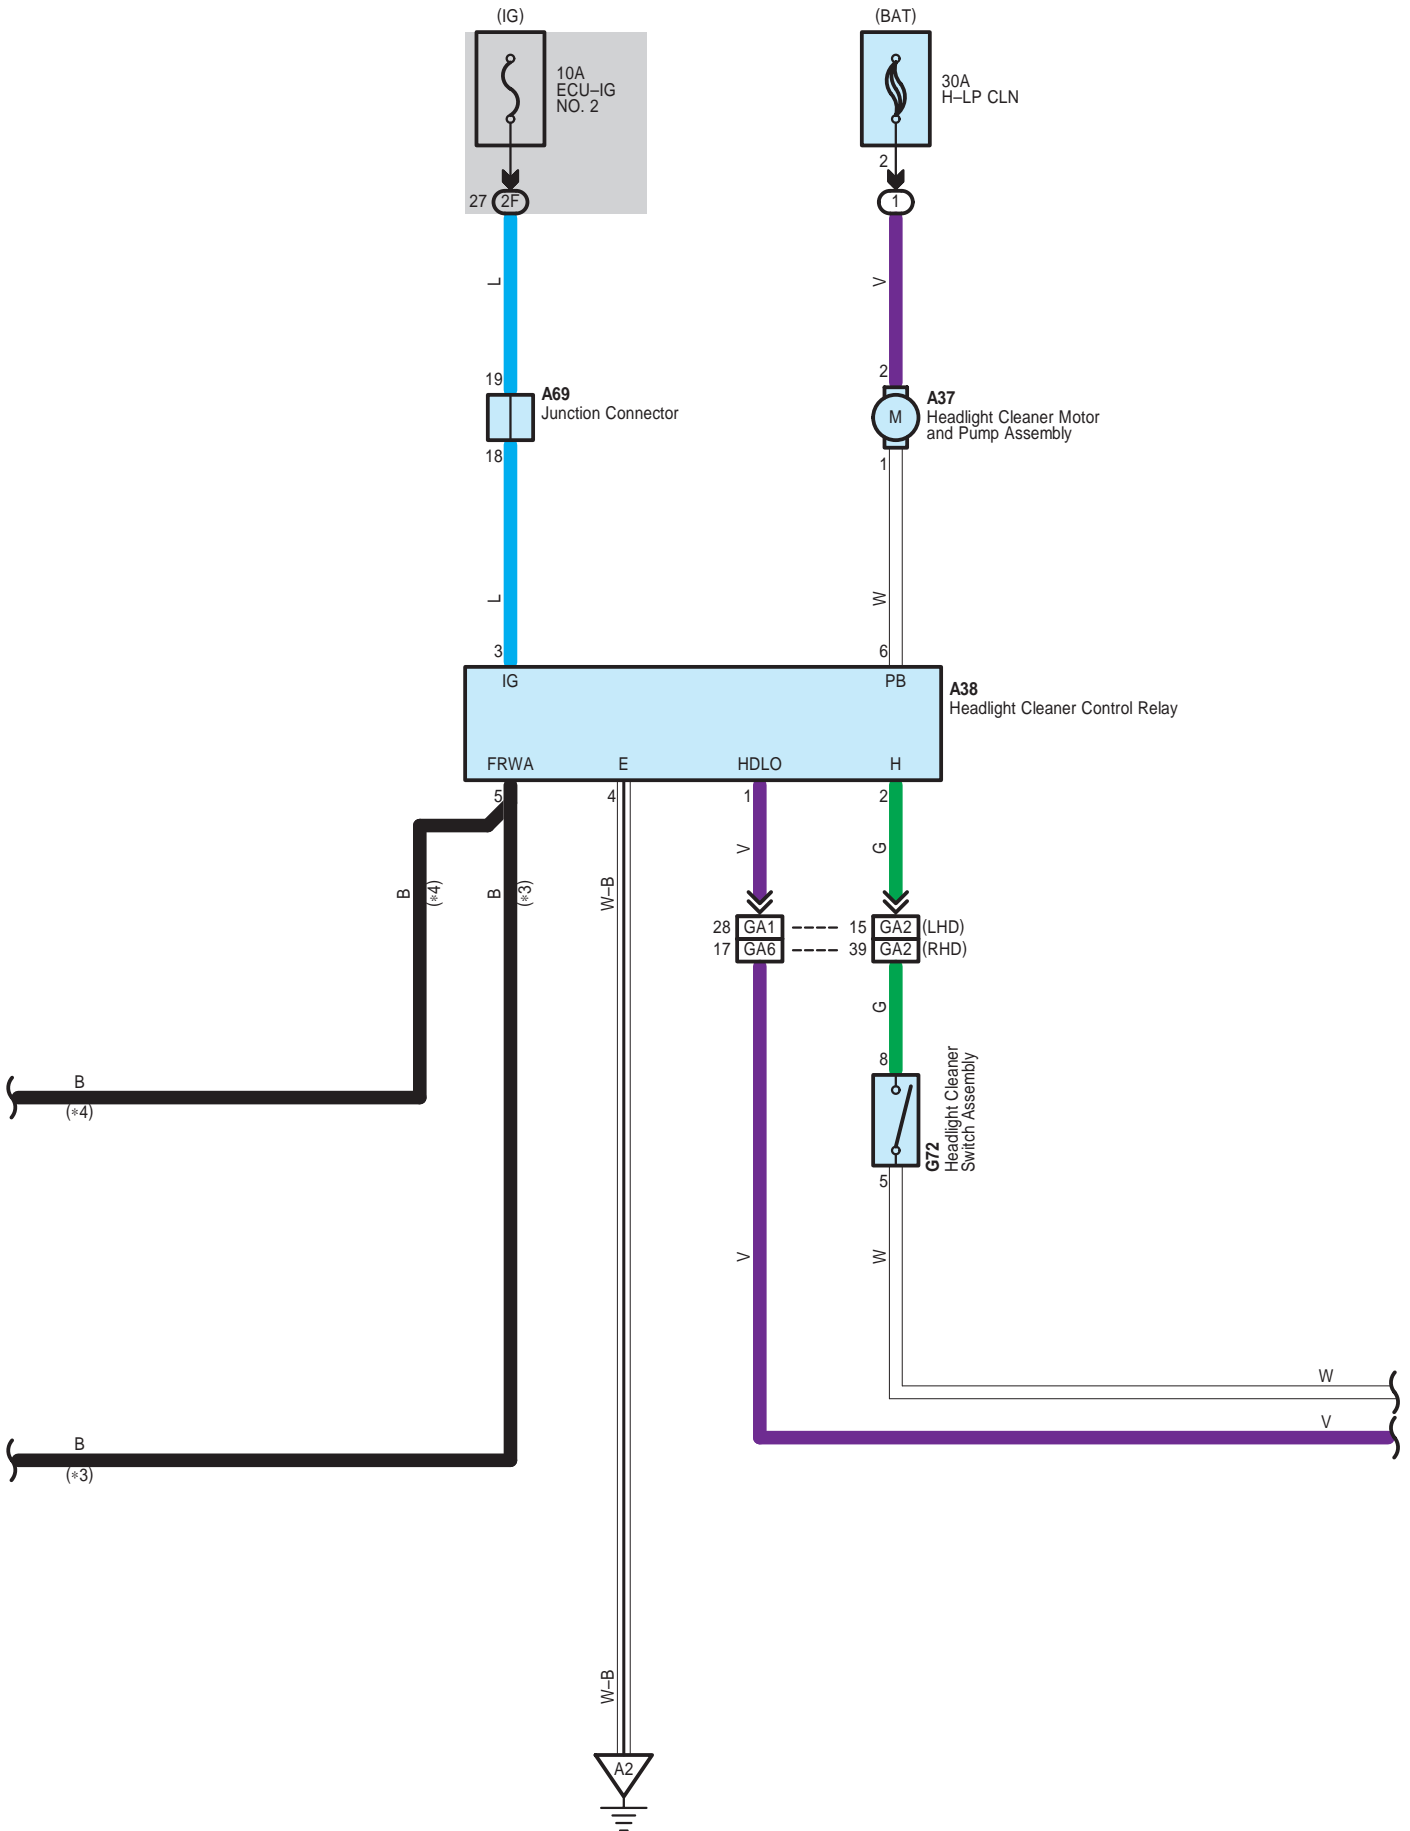 (IG)
(BAT)
10A
ECU–IG
NO. 2
30A
H–LP CLN
2
27
2F
1
L
V
19
2
A69
Junction Connector
M
A37
Headlight Cleaner Motor
and Pump Assembly
18
1
L
W
3
6
IG
PB
A38
Headlight Cleaner Control Relay
FRWA
E
HDLO
H
5
4
1
2
V
G
B
(*4)
B
(*3)
W–B
28
GA1
15
GA2
(LHD)
17
GA6
39
GA2
(RHD)
G
8
G72
Headlight Cleaner
Switch Assembly
5
B
(*4)
V
W
W
V
B
(*3)
W–B
A2